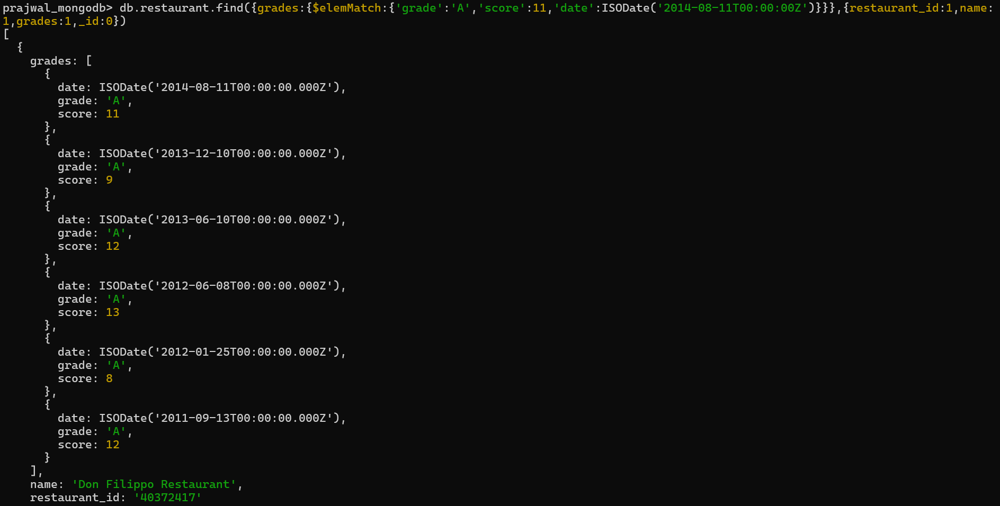 prajwal_mongodb> db.restaurant.find({grades:{$elemMatch:{'grade':'A','score':11,'date':ISODate('2014-08-11T00:00:00Z')}}},{restaurant_id:1,name:
1,grades:1,_id:0})
[
  {
    grades: [
      {
        date: ISODate('2014-08-11T00:00:00.000Z'),
        grade: 'A',
        score: 11
      },
      {
        date: ISODate('2013-12-10T00:00:00.000Z'),
        grade: 'A',
        score: 9
      },
      {
        date: ISODate('2013-06-10T00:00:00.000Z'),
        grade: 'A',
        score: 12
      },
      {
        date: ISODate('2012-06-08T00:00:00.000Z'),
        grade: 'A',
        score: 13
      },
      {
        date: ISODate('2012-01-25T00:00:00.000Z'),
        grade: 'A',
        score: 8
      },
      {
        date: ISODate('2011-09-13T00:00:00.000Z'),
        grade: 'A',
        score: 12
      }
    ],
    name: 'Don Filippo Restaurant',
    restaurant_id: '40372417'